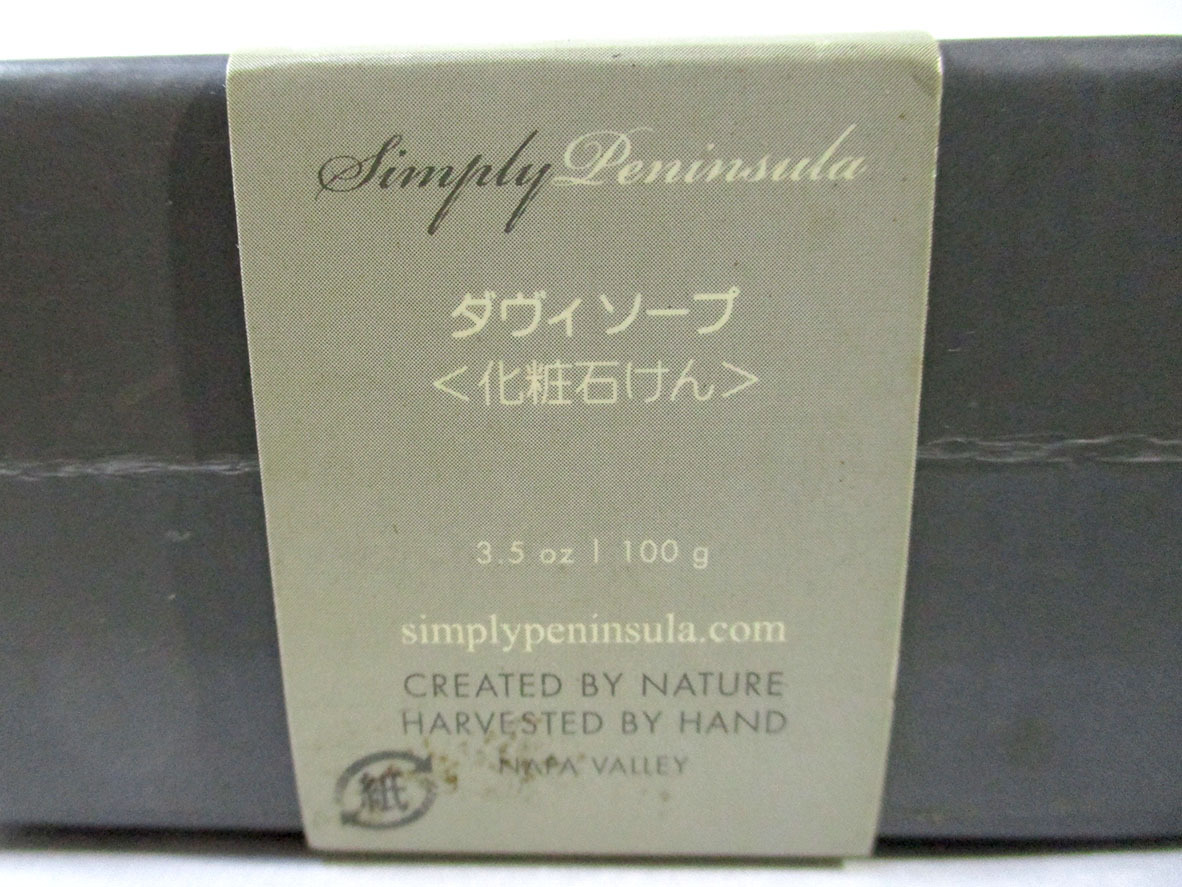 Simply Peninsula
ダヴィ ソープ
<化粧石けん>
3.5 oz | 100 g
simplypeninsula.com
CREATED BY NATURE
HARVESTED BY HAND
NAPA VALLEY
紙